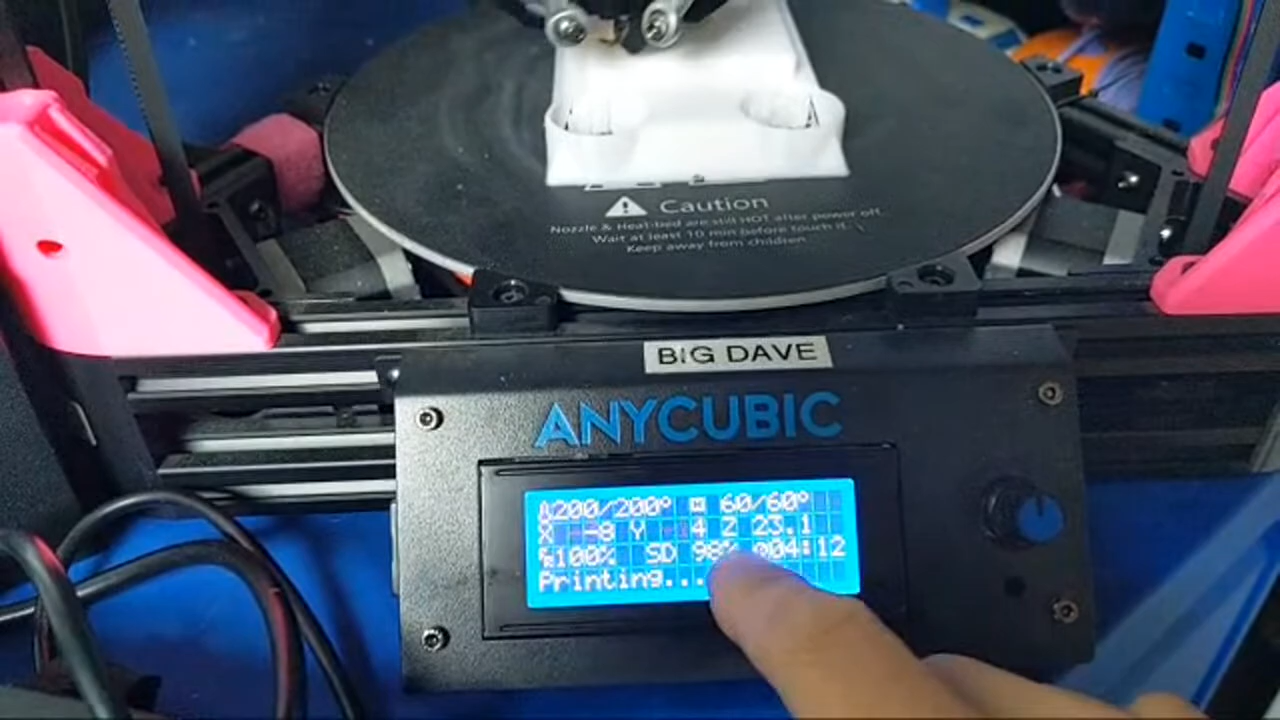 Caution
Nozzle & Heat-bed are still HOT after power off.
Wait at least 10 min before touch it.
Keep away from children.
BIG DAVE
ANYCUBIC
200/200° 60/60°
X -8 Y 4 Z 23.1
100% SD 98% 04:12
Printing...